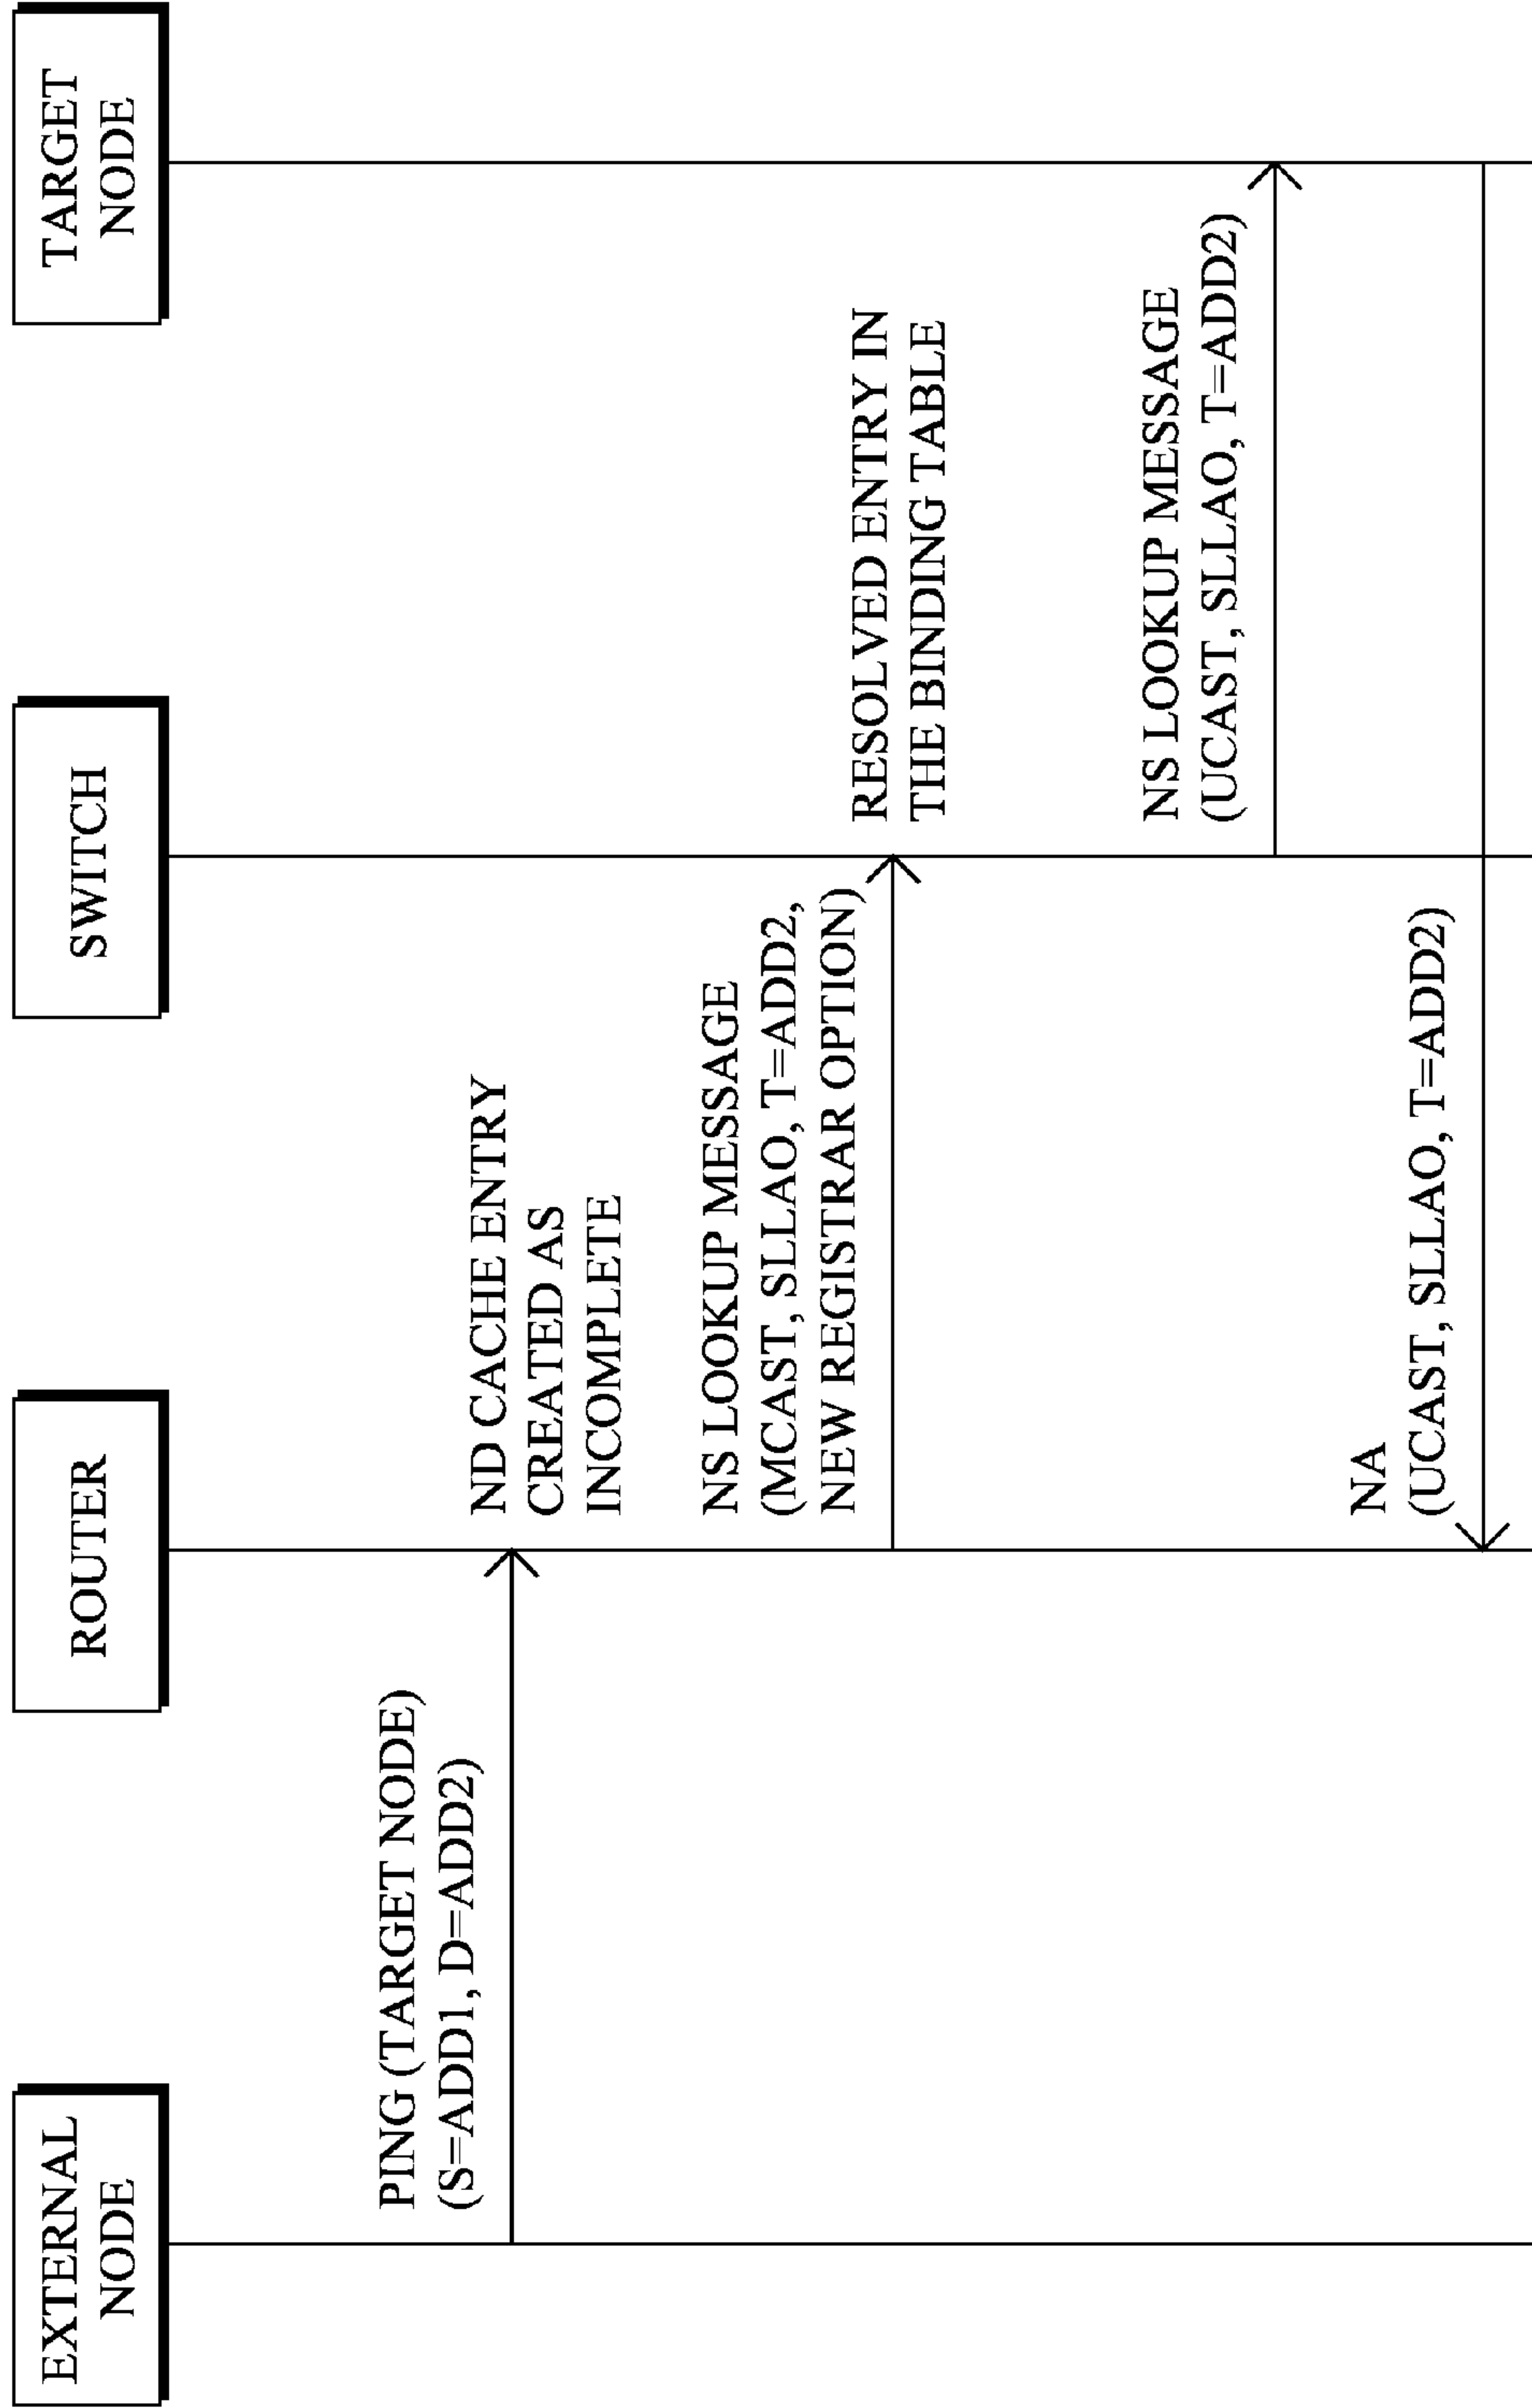 EXTERNAL
NODE
ROUTER
SWITCH
TARGET
NODE
PING (TARGET NODE)
(S=ADD1, D=ADD2)
ND CACHE ENTRY
CREATED AS
INCOMPLETE
NS LOOKUP MESSAGE
(MCAST, SLLAO, T=ADD2,
NEW REGISTRAR OPTION)
RESOLVED ENTRY IN
THE BINDING TABLE
NS LOOKUP MESSAGE
(UCAST, SLLAO, T=ADD2)
NA
(UCAST, SLLAO, T=ADD2)